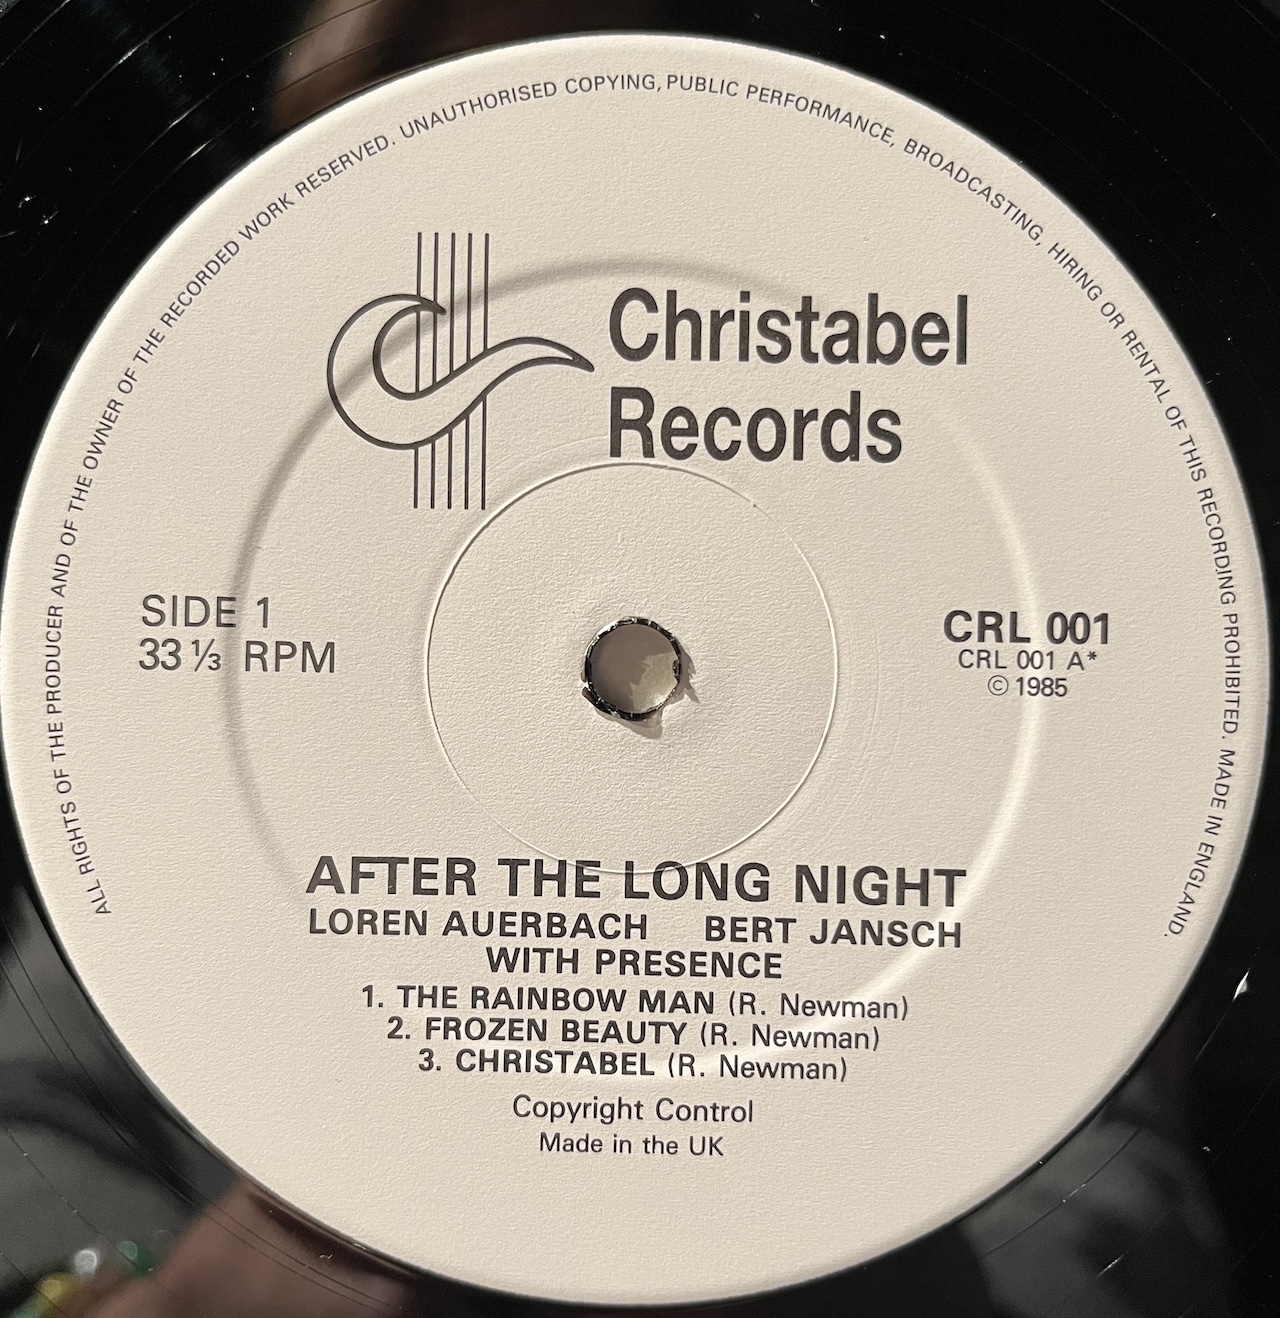 ALL RIGHTS OF THE PRODUCER AND OF THE OWNER OF THE RECORDED WORK RESERVED. UNAUTHORISED COPYING, PUBLIC PERFORMANCE, BROADCASTING, HIRING OR RENTAL OF THIS RECORDING PROHIBITED. MADE IN ENGLAND.
Christabel
Records
SIDE 1
33 ⅓ RPM
CRL 001
CRL 001 A*
© 1985
AFTER THE LONG NIGHT
LOREN AUERBACH BERT JANSCH
WITH PRESENCE
1. THE RAINBOW MAN (R. Newman)
2. FROZEN BEAUTY (R. Newman)
3. CHRISTABEL (R. Newman)
Copyright Control
Made in the UK